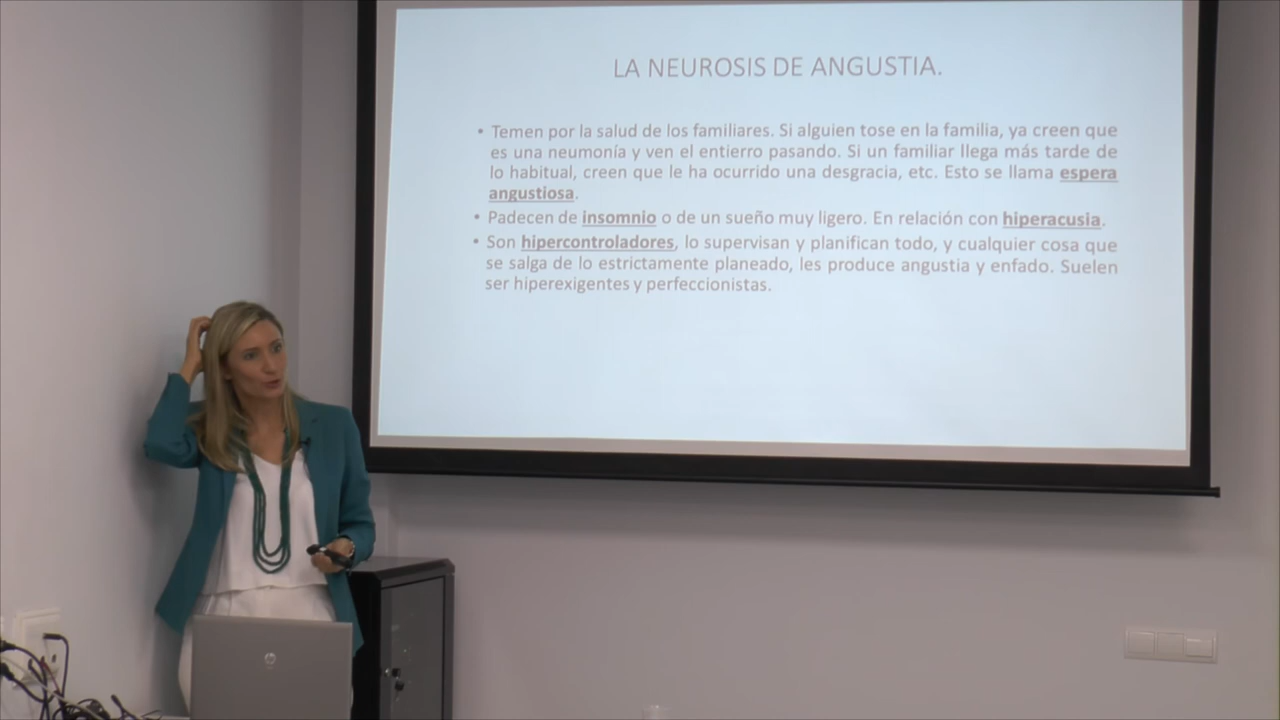 LA NEUROSIS DE ANGUSTIA.
• Temen por la salud de los familiares. Si alguien tose en la familia, ya creen que
es una neumonía y ven el entierro pasando. Si un familiar llega más tarde de
lo habitual, creen que le ha ocurrido una desgracia, etc. Esto se llama espera
angustiosa.
• Padecen de insomnio o de un sueño muy ligero. En relación con hiperacusia.
• Son hipercontroladores, lo supervisan y planifican todo, y cualquier cosa que
se salga de lo estrictamente planeado, les produce angustia y enfado. Suelen
ser hiperexigentes y perfeccionistas.
hp